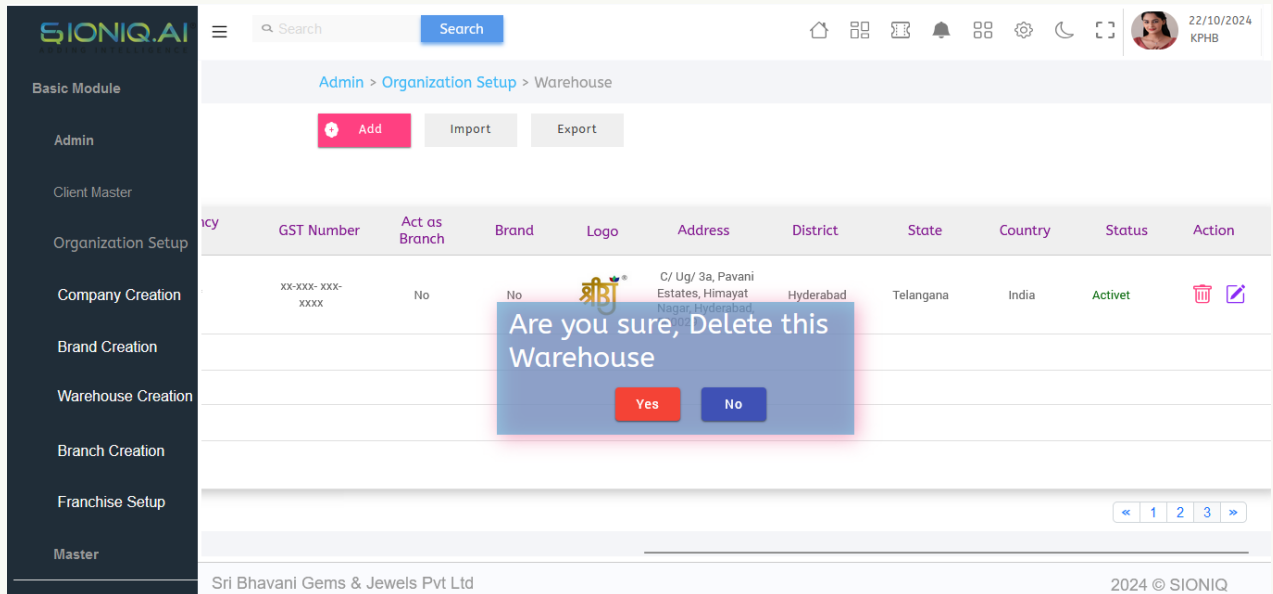 SIONIQ.AI
Search
Search
22/10/2024
KPHB
Basic Module
Admin
Client Master
Organization Setup
Company Creation
Brand Creation
Warehouse Creation
Branch Creation
Franchise Setup
Master
Admin > Organization Setup > Warehouse
Add
Import
Export
ncy
GST Number
Act as
Branch
Brand
Logo
Address
District
State
Country
Status
Action
xx-xxx- xxx-
xxxx
No
No
श्रीBJ
®
C/ Ug/ 3a, Pavani
Estates, Himayat
Nagar, Hyderabad,
Hyderabad
Telangana
India
Activet
Are you sure, Delete this
Warehouse
Yes
No
«
1
2
3
»
Sri Bhavani Gems & Jewels Pvt Ltd
2024 © SIONIQ